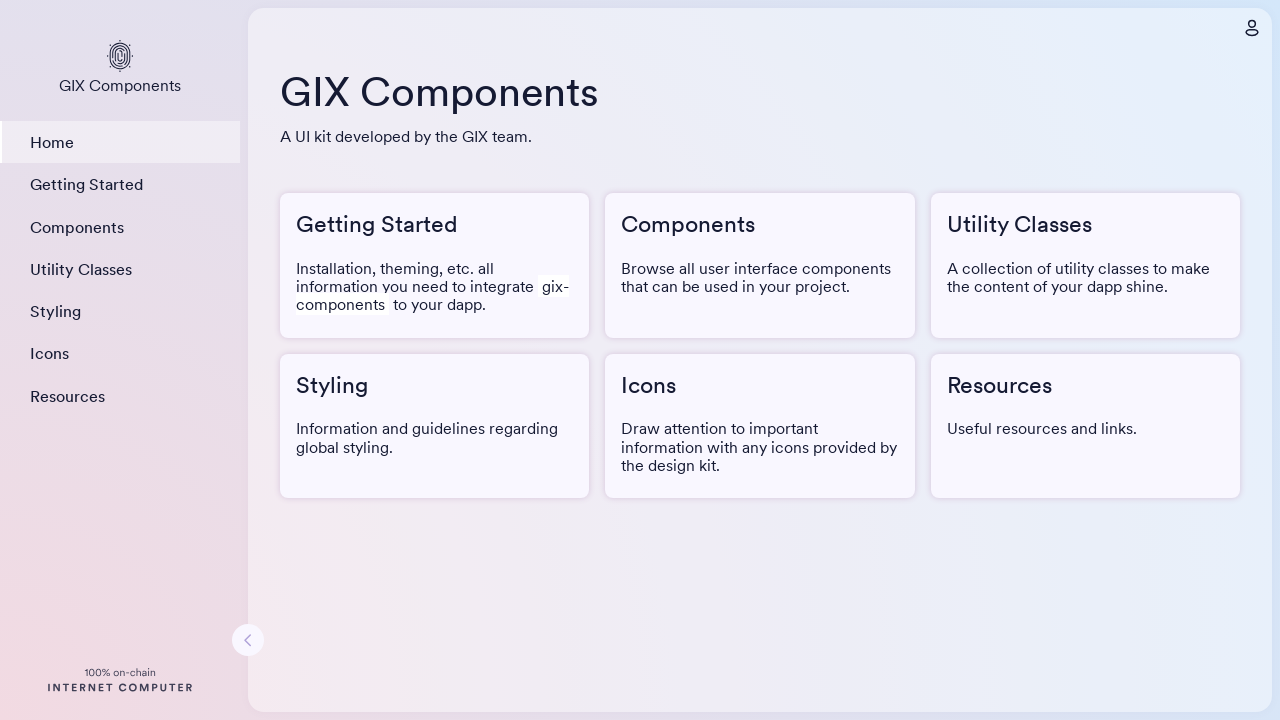 GIX Components
Home
Getting Started
Components
Utility Classes
Styling
Icons
Resources
100% on-chain
INTERNET COMPUTER
GIX Components
A UI kit developed by the GIX team.
Getting Started
Installation, theming, etc. all
information you need to integrate gix-
components to your dapp.
Components
Browse all user interface components
that can be used in your project.
Utility Classes
A collection of utility classes to make
the content of your dapp shine.
Styling
Information and guidelines regarding
global styling.
Icons
Draw attention to important
information with any icons provided by
the design kit.
Resources
Useful resources and links.